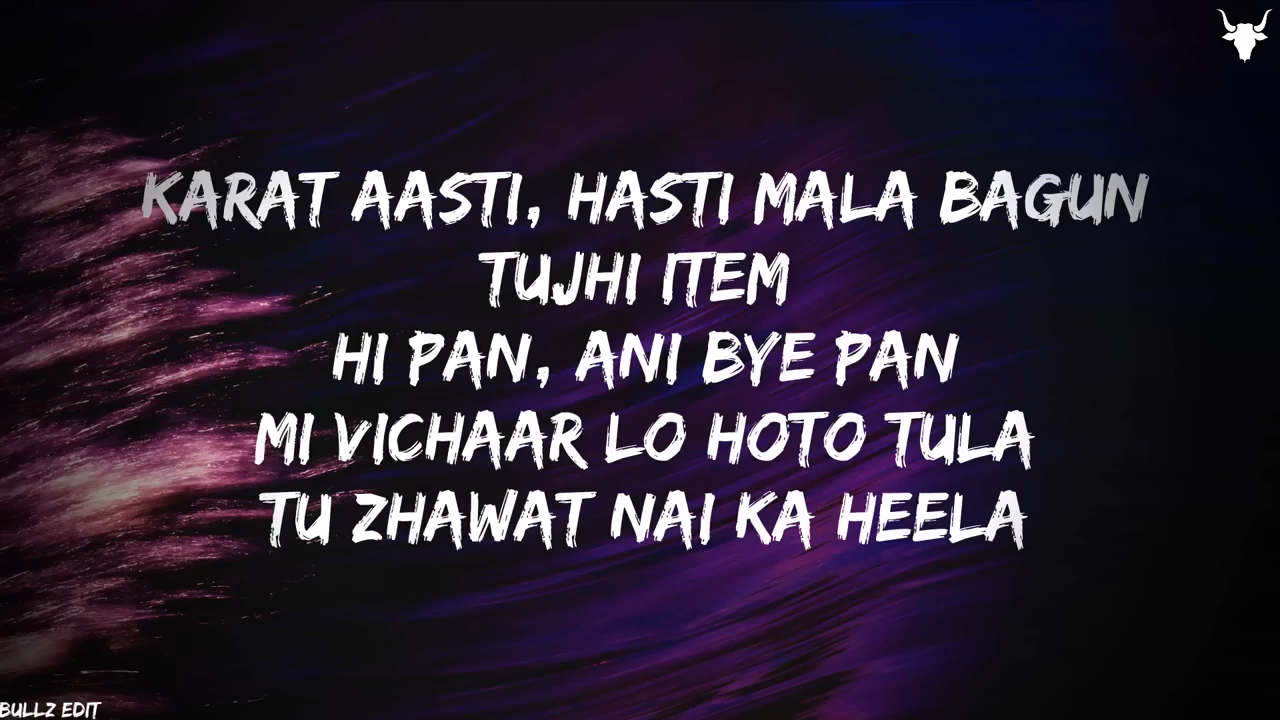 KARAT AASTI, HASTI MALA BAGUN
TUJHI ITEM
HI PAN, ANI BYE PAN
MI VICHAAR LO HOTO TULA
TU ZHAWAT NAI KA HEELA
BULLZ EDIT